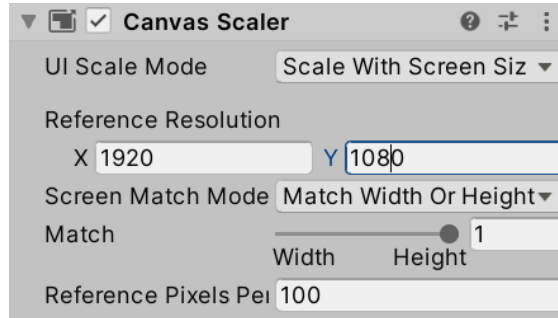 Canvas Scaler
UI Scale Mode Scale With Screen Siz
Reference Resolution
X 1920 Y 1080
Screen Match Mode Match Width Or Height
Match 1
Width Height
Reference Pixels Per 100